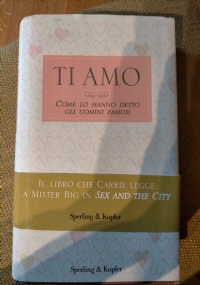 TI AMO
COME LO HANNO DETTO
GLI UOMINI FAMOSI
IL LIBRO CHE CARRIE LEGGE
A MISTER BIG IN SEX AND THE CITY
Sperling & Kupfer
Sperling & Kupfer